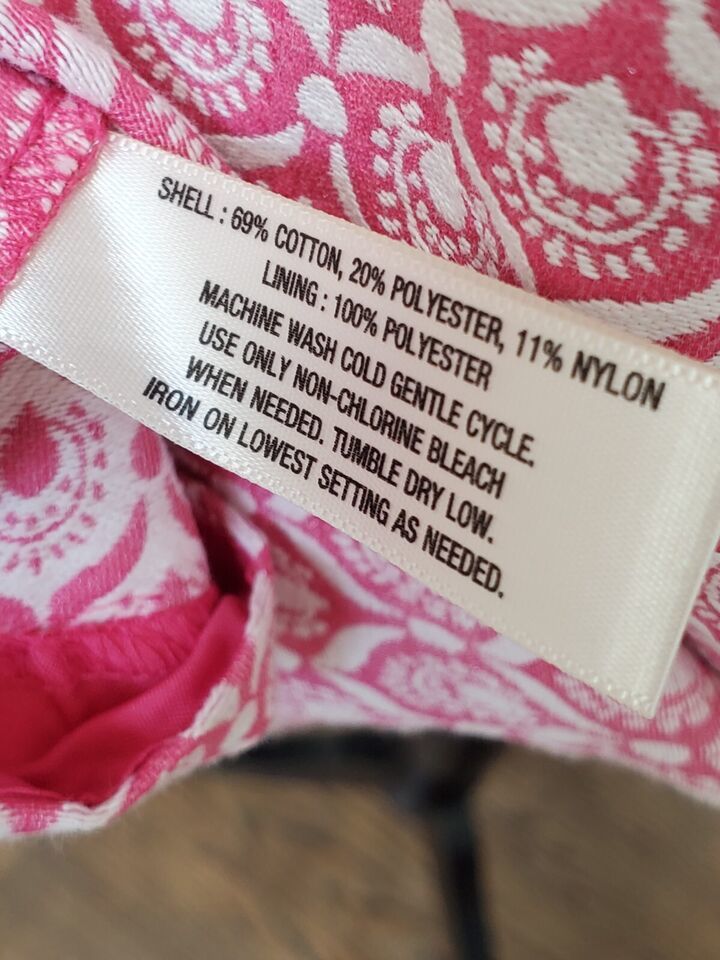 SHELL : 69% COTTON, 20% POLYESTER, 11% NYLON
LINING : 100% POLYESTER
MACHINE WASH COLD GENTLE CYCLE.
USE ONLY NON-CHLORINE BLEACH
WHEN NEEDED. TUMBLE DRY LOW.
IRON ON LOWEST SETTING AS NEEDED.